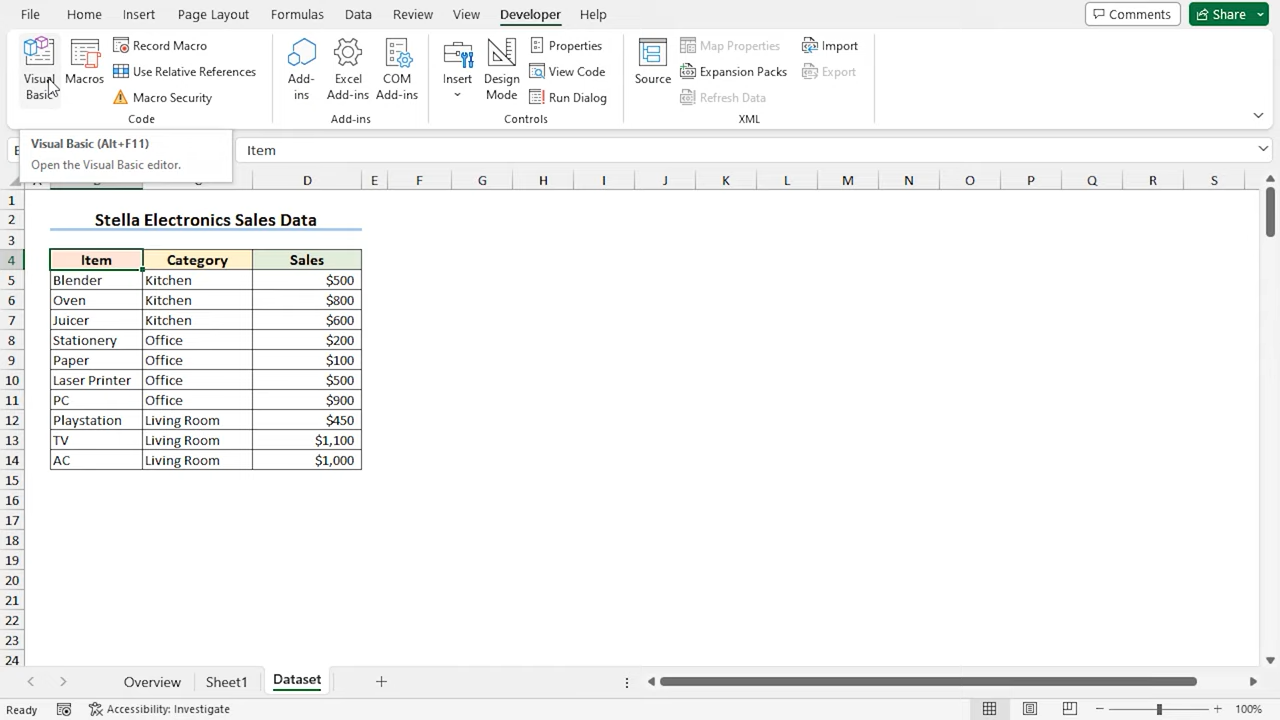 File Home Insert Page Layout Formulas Data Review View Developer Help Comments Share
Visual Basic
Macros
Record Macro
Use Relative References
Macro Security
Code
Add-ins
Excel Add-ins
COM Add-ins
Add-ins
Insert
Design Mode
Properties
View Code
Run Dialog
Controls
Source
Map Properties
Expansion Packs
Refresh Data
Import
Export
XML
Visual Basic (Alt+F11)
Open the Visual Basic editor.
Item
D E F G H I J K L M N O P Q R S
1
2 Stella Electronics Sales Data
3
4 Item Category Sales
5 Blender Kitchen $500
6 Oven Kitchen $800
7 Juicer Kitchen $600
8 Stationery Office $200
9 Paper Office $100
10 Laser Printer Office $500
11 PC Office $900
12 Playstation Living Room $450
13 TV Living Room $1,100
14 AC Living Room $1,000
15
16
17
18
19
20
21
22
23
24
Overview Sheet1 Dataset
Ready Accessibility: Investigate 100%